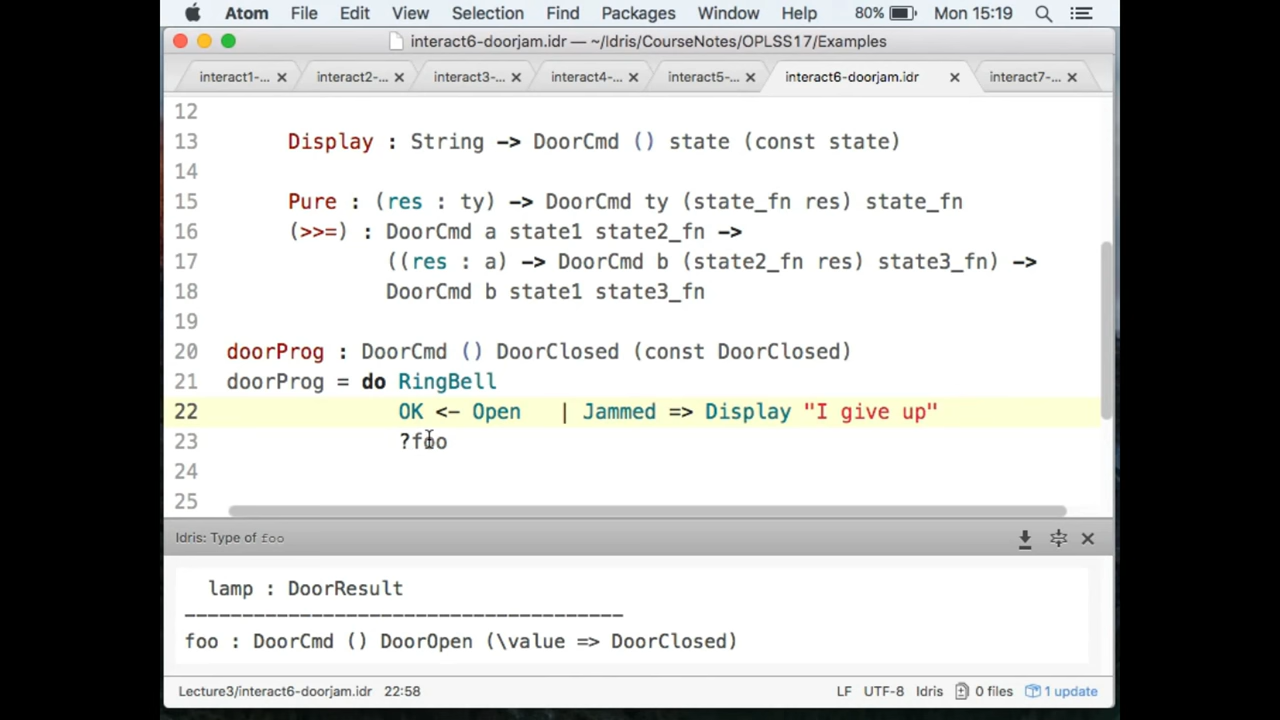 Atom File Edit View Selection Find Packages Window Help 80% Mon 15:19
interact6-doorjam.idr — ~/Idris/CourseNotes/OPLSS17/Examples
interact1-... interact2-... interact3-... interact4-... interact5-... interact6-doorjam.idr interact7-...
12
13 Display : String -> DoorCmd () state (const state)
14
15 Pure : (res : ty) -> DoorCmd ty (state_fn res) state_fn
16 (>>=) : DoorCmd a state1 state2_fn ->
17 ((res : a) -> DoorCmd b (state2_fn res) state3_fn) ->
18 DoorCmd b state1 state3_fn
19
20 doorProg : DoorCmd () DoorClosed (const DoorClosed)
21 doorProg = do RingBell
22 OK <- Open | Jammed => Display "I give up"
23 ?foo
24
25
Idris: Type of foo
lamp : DoorResult
--------------------------------------
foo : DoorCmd () DoorOpen (\value => DoorClosed)
Lecture3/interact6-doorjam.idr 22:58 LF UTF-8 Idris 0 files 1 update